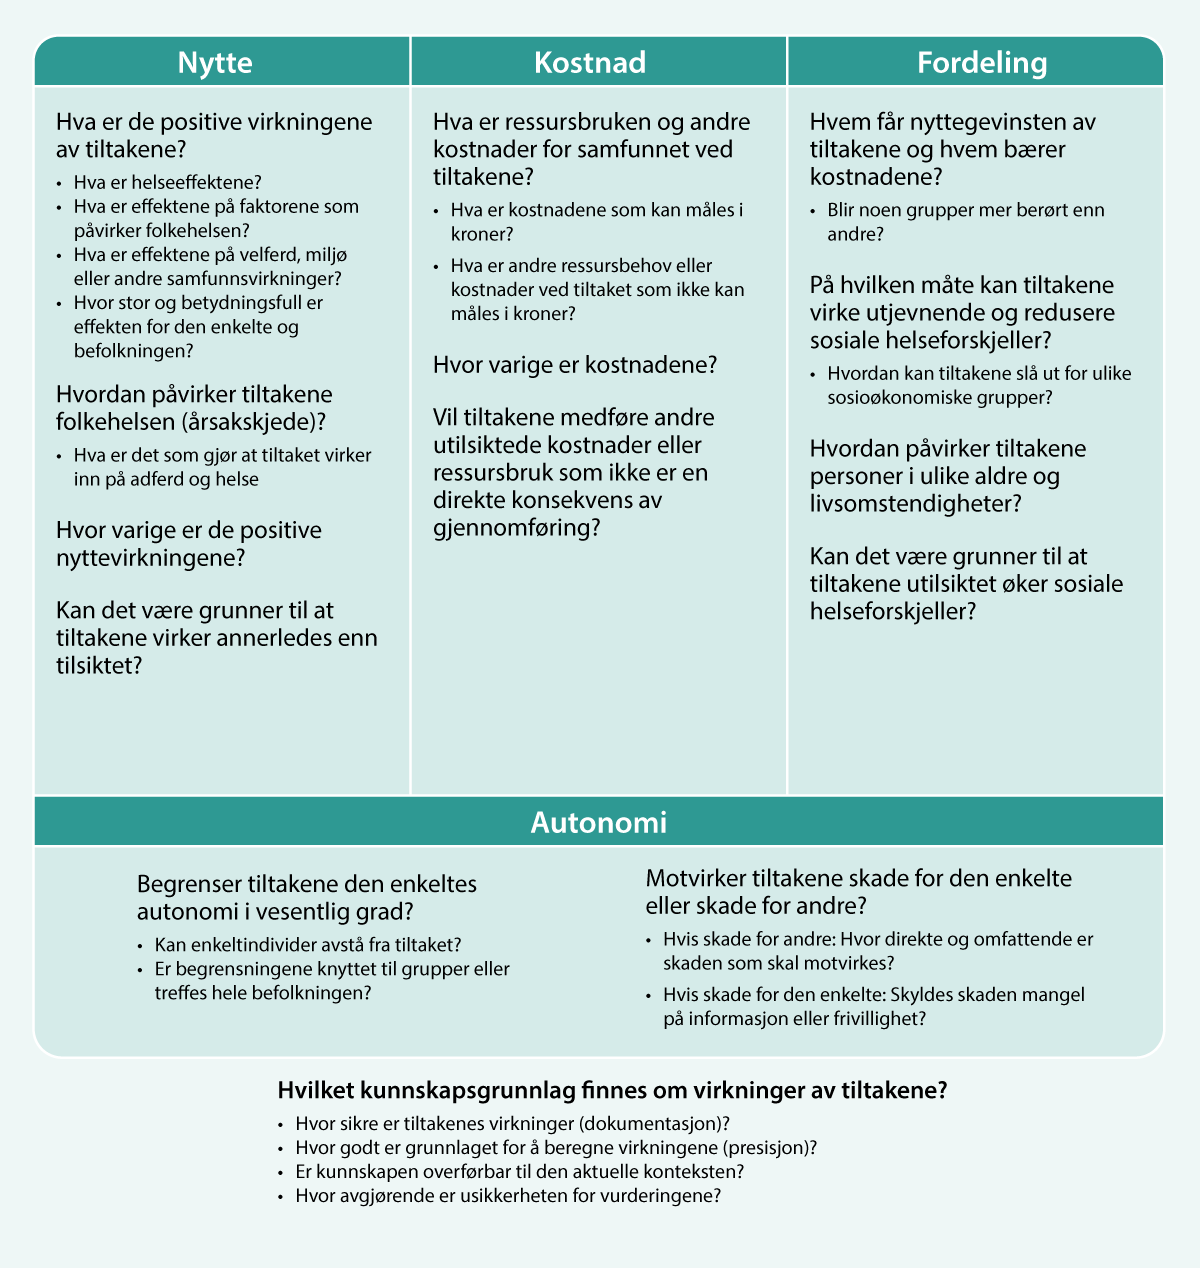 Nytte
Hva er de positive virkningene
av tiltakene?
• Hva er helseeffektene?
• Hva er effektene på faktorene som
påvirker folkehelsen?
• Hva er effektene på velferd, miljø
eller andre samfunnsvirkninger?
• Hvor stor og betydningsfull er
effekten for den enkelte og
befolkningen?
Hvordan påvirker tiltakene
folkehelsen (årsakskjede)?
• Hva er det som gjør at tiltaket virker
inn på adferd og helse
Hvor varige er de positive
nyttevirkningene?
Kan det være grunner til at
tiltakene virker annerledes enn
tilsiktet?
Kostnad
Hva er ressursbruken og andre
kostnader for samfunnet ved
tiltakene?
• Hva er kostnadene som kan måles i
kroner?
• Hva er andre ressursbehov eller
kostnader ved tiltaket som ikke kan
måles i kroner?
Hvor varige er kostnadene?
Vil tiltakene medføre andre
utilsiktede kostnader eller
ressursbruk som ikke er en
direkte konsekvens av
gjennomføring?
Fordeling
Hvem får nyttegevinsten av
tiltakene og hvem bærer
kostnadene?
• Blir noen grupper mer berørt enn
andre?
På hvilken måte kan tiltakene
virke utjevnende og redusere
sosiale helseforskjeller?
• Hvordan kan tiltakene slå ut for ulike
sosioøkonomiske grupper?
Hvordan påvirker tiltakene
personer i ulike aldre og
livsomstendigheter?
Kan det være grunner til at
tiltakene utilsiktet øker sosiale
helseforskjeller?
Autonomi
Begrenser tiltakene den enkeltes
autonomi i vesentlig grad?
• Kan enkeltindivider avstå fra tiltaket?
• Er begrensningene knyttet til grupper eller
treffes hele befolkningen?
Motvirker tiltakene skade for den enkelte
eller skade for andre?
• Hvis skade for andre: Hvor direkte og omfattende er
skaden som skal motvirkes?
• Hvis skade for den enkelte: Skyldes skaden mangel
på informasjon eller frivillighet?
Hvilket kunnskapsgrunnlag finnes om virkninger av tiltakene?
• Hvor sikre er tiltakenes virkninger (dokumentasjon)?
• Hvor godt er grunnlaget for å beregne virkningene (presisjon)?
• Er kunnskapen overførbar til den aktuelle konteksten?
• Hvor avgjørende er usikkerheten for vurderingene?